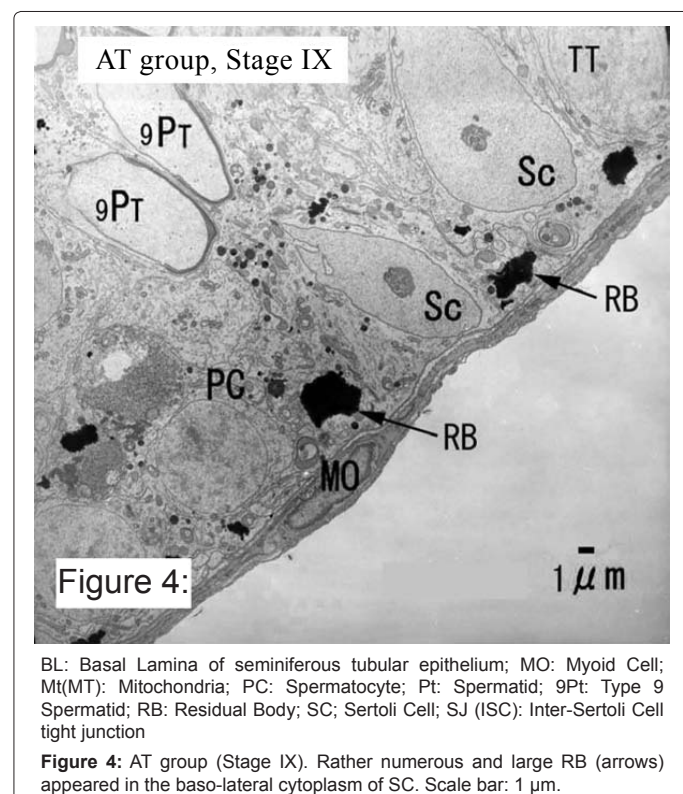 AT group, Stage IX
TT
9PT
9PT
Sc
Sc
RB
PC
RB
MO
Figure 4:
1 μm
BL: Basal Lamina of seminiferous tubular epithelium; MO: Myoid Cell;
Mt(MT): Mitochondria; PC: Spermatocyte; Pt: Spermatid; 9Pt: Type 9
Spermatid; RB: Residual Body; SC; Sertoli Cell; SJ (ISC): Inter-Sertoli Cell
tight junction
Figure 4: AT group (Stage IX). Rather numerous and large RB (arrows)
appeared in the baso-lateral cytoplasm of SC. Scale bar: 1 μm.